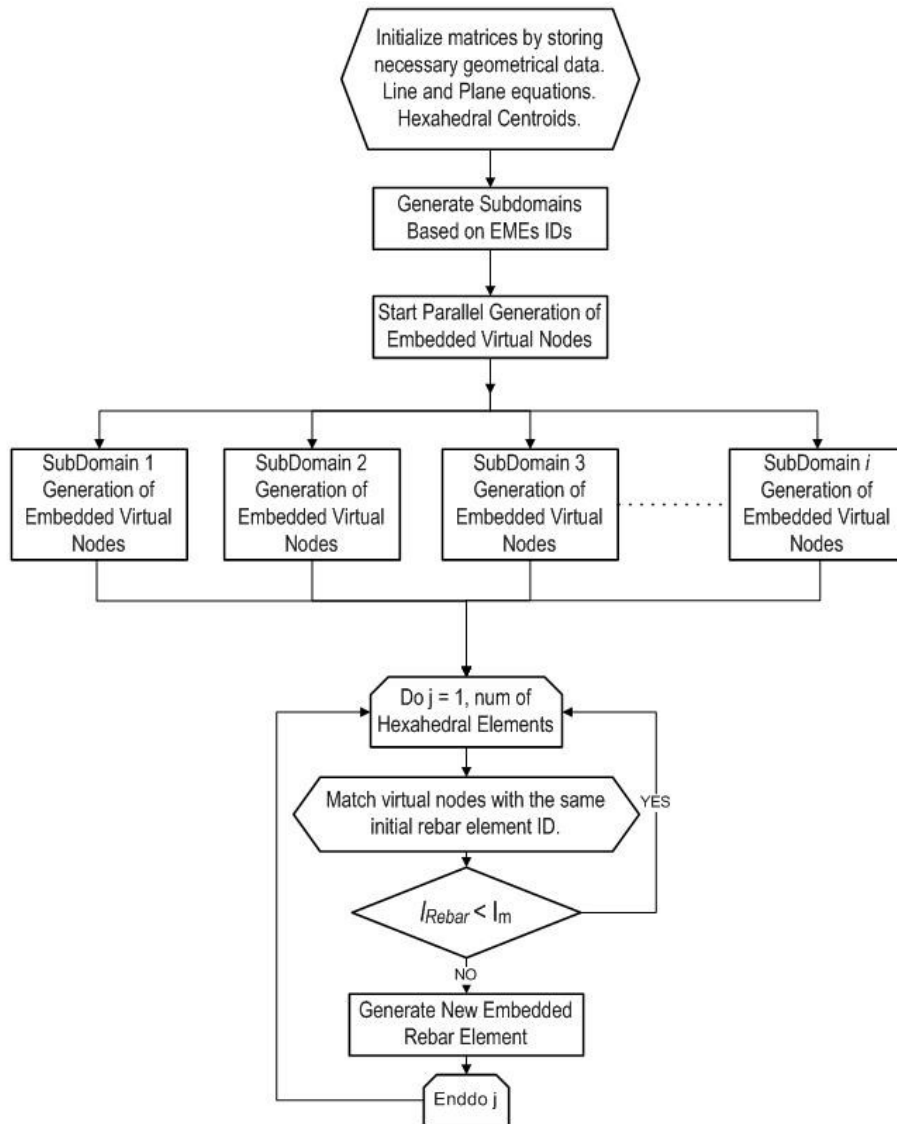 Initialize matrices by storing
necessary geometrical data.
Line and Plane equations.
Hexahedral Centroids.
Generate Subdomains
Based on EMEs IDs
Start Parallel Generation of
Embedded Virtual Nodes
SubDomain 1
Generation of
Embedded Virtual
Nodes
SubDomain 2
Generation of
Embedded Virtual
Nodes
SubDomain 3
Generation of
Embedded Virtual
Nodes
SubDomain i
Generation of
Embedded Virtual
Nodes
Do j = 1, num of
Hexahedral Elements
Match virtual nodes with the same
initial rebar element ID.
YES
lRebar < lm
NO
Generate New Embedded
Rebar Element
Enddo j